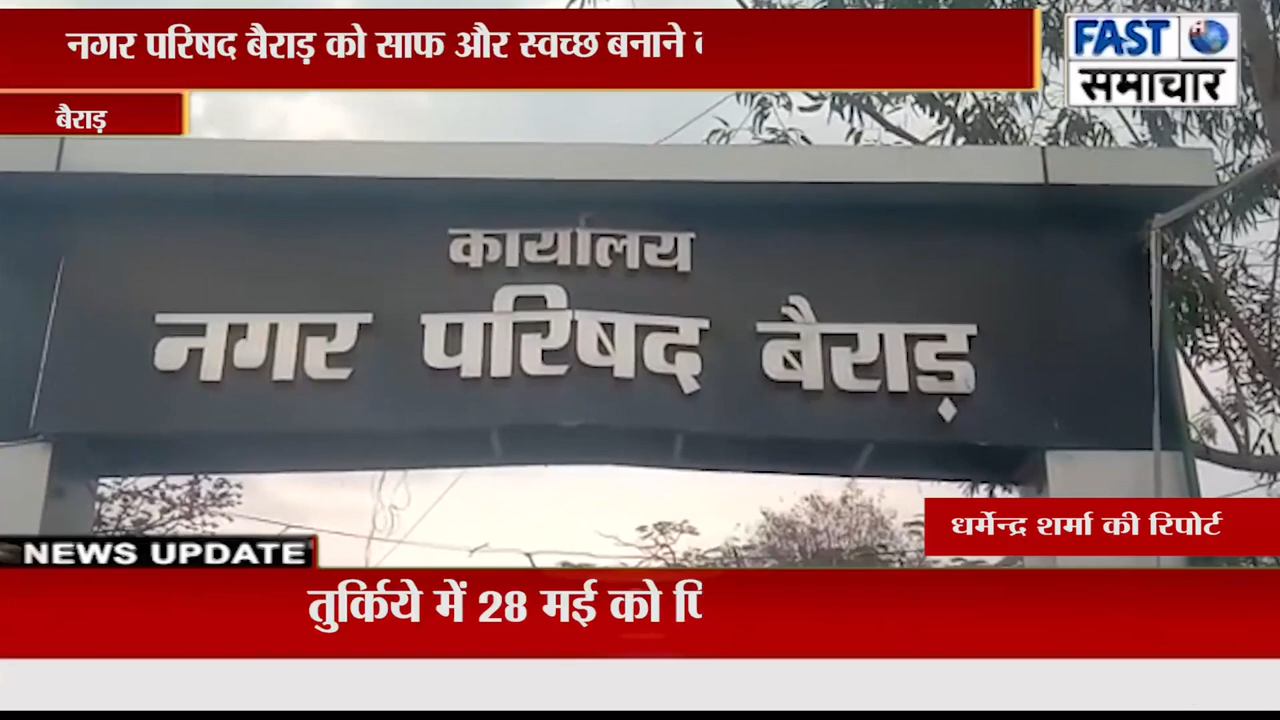 नगर परिषद बैराड़ को साफ और स्वच्छ बनाने
FAST
समाचार
बैराड़
कार्यालय
नगर परिषद बैराड़
धर्मेन्द्र शर्मा की रिपोर्ट
NEWS UPDATE
तुर्किये में 28 मई को